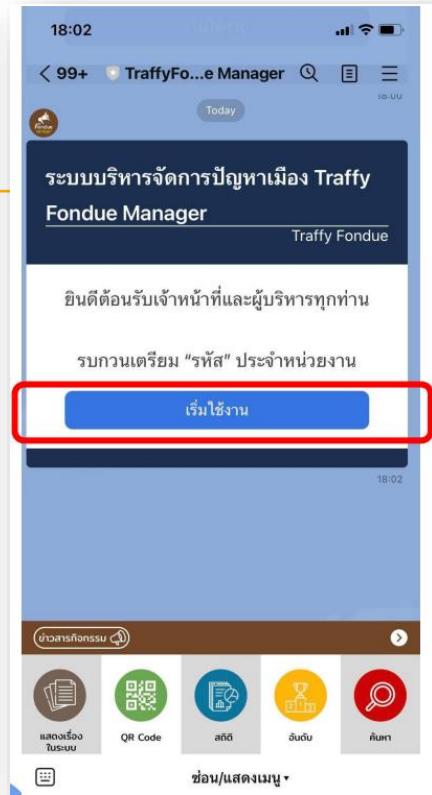 18:02
99+ TraffyFo...e Manager
18:00
Today
Fondue
ระบบบริหารจัดการปัญหาเมือง Traffy
Fondue Manager
Traffy Fondue
ยินดีต้อนรับเจ้าหน้าที่และผู้บริหารทุกท่าน
รบกวนเตรียม “รหัส” ประจำหน่วยงาน
เริ่มใช้งาน
18:02
ข่าวสารกิจกรรม
แสดงเรื่อง
ในระบบ
QR Code
สถิติ
อันดับ
ค้นหา
ซ่อน/แสดงเมนู